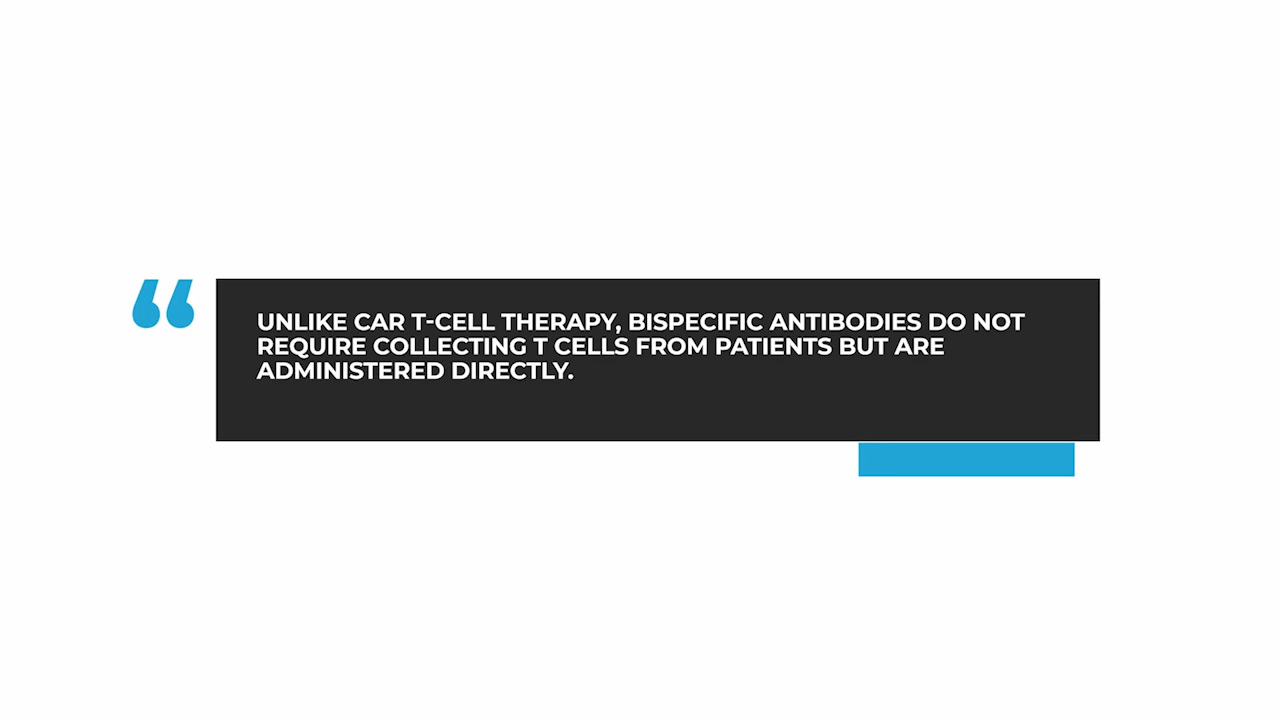 “
UNLIKE CAR T-CELL THERAPY, BISPECIFIC ANTIBODIES DO NOT
REQUIRE COLLECTING T CELLS FROM PATIENTS BUT ARE
ADMINISTERED DIRECTLY.